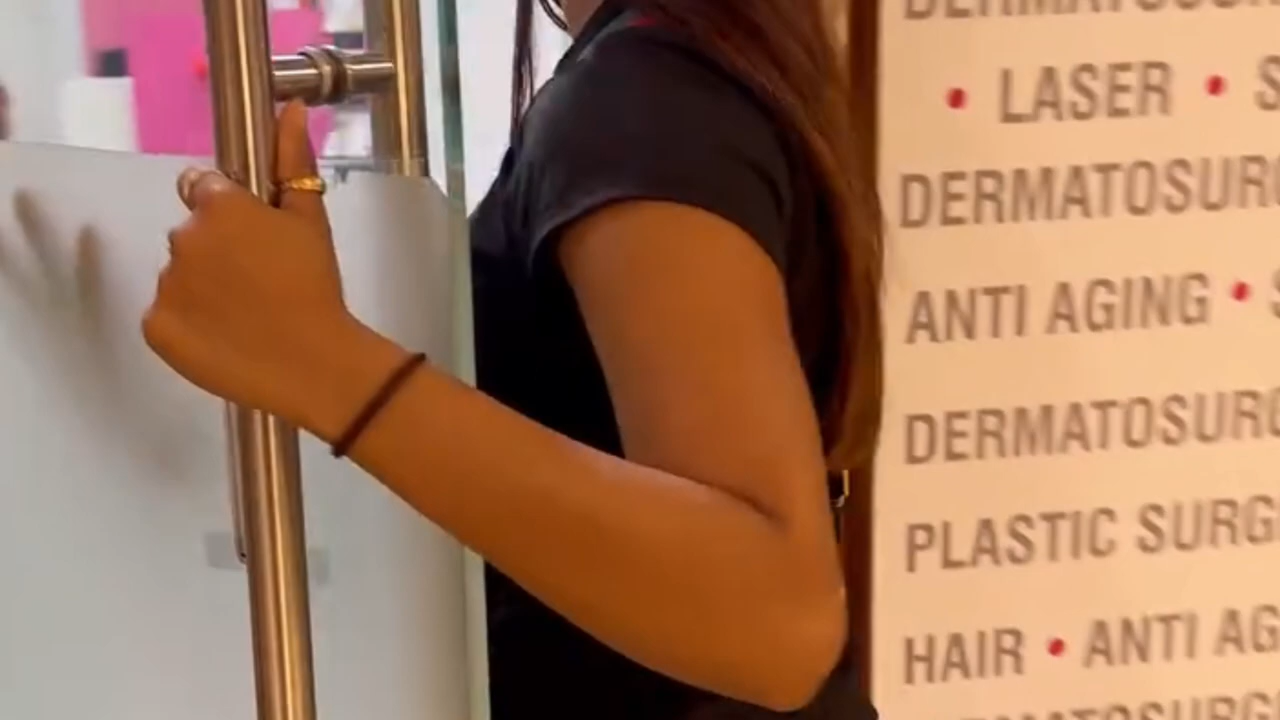 • LASER •
DERMATOSURG
ANTI AGING •
DERMATOSURG
PLASTIC SURG
HAIR • ANTI AG